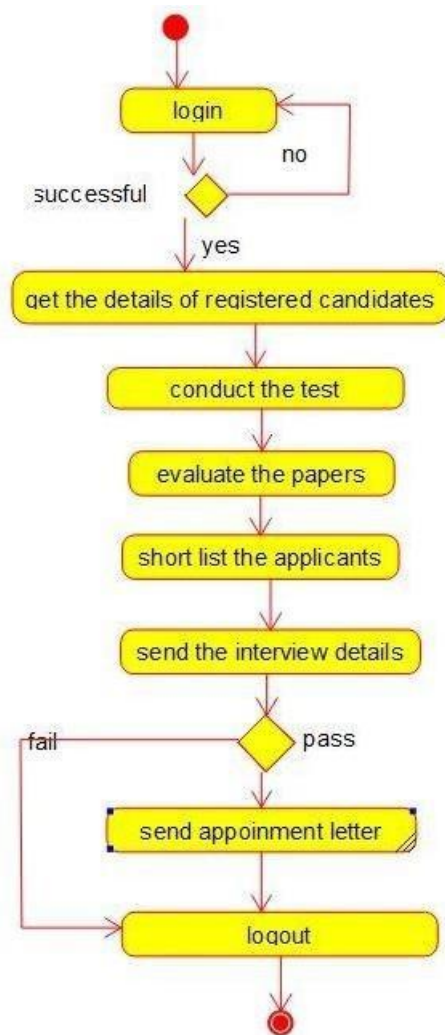 login
no
successful
yes
get the details of registered candidates
conduct the test
evaluate the papers
short list the applicants
send the interview details
fail
pass
send appoinment letter
logout